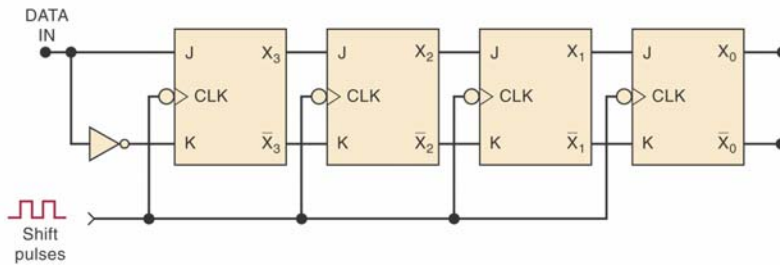 DATA
IN
J X₃ J X₂ J X₁ J X₀
CLK CLK CLK CLK
K X̅₃ K X̅₂ K X̅₁ K X̅₀
Shift
pulses